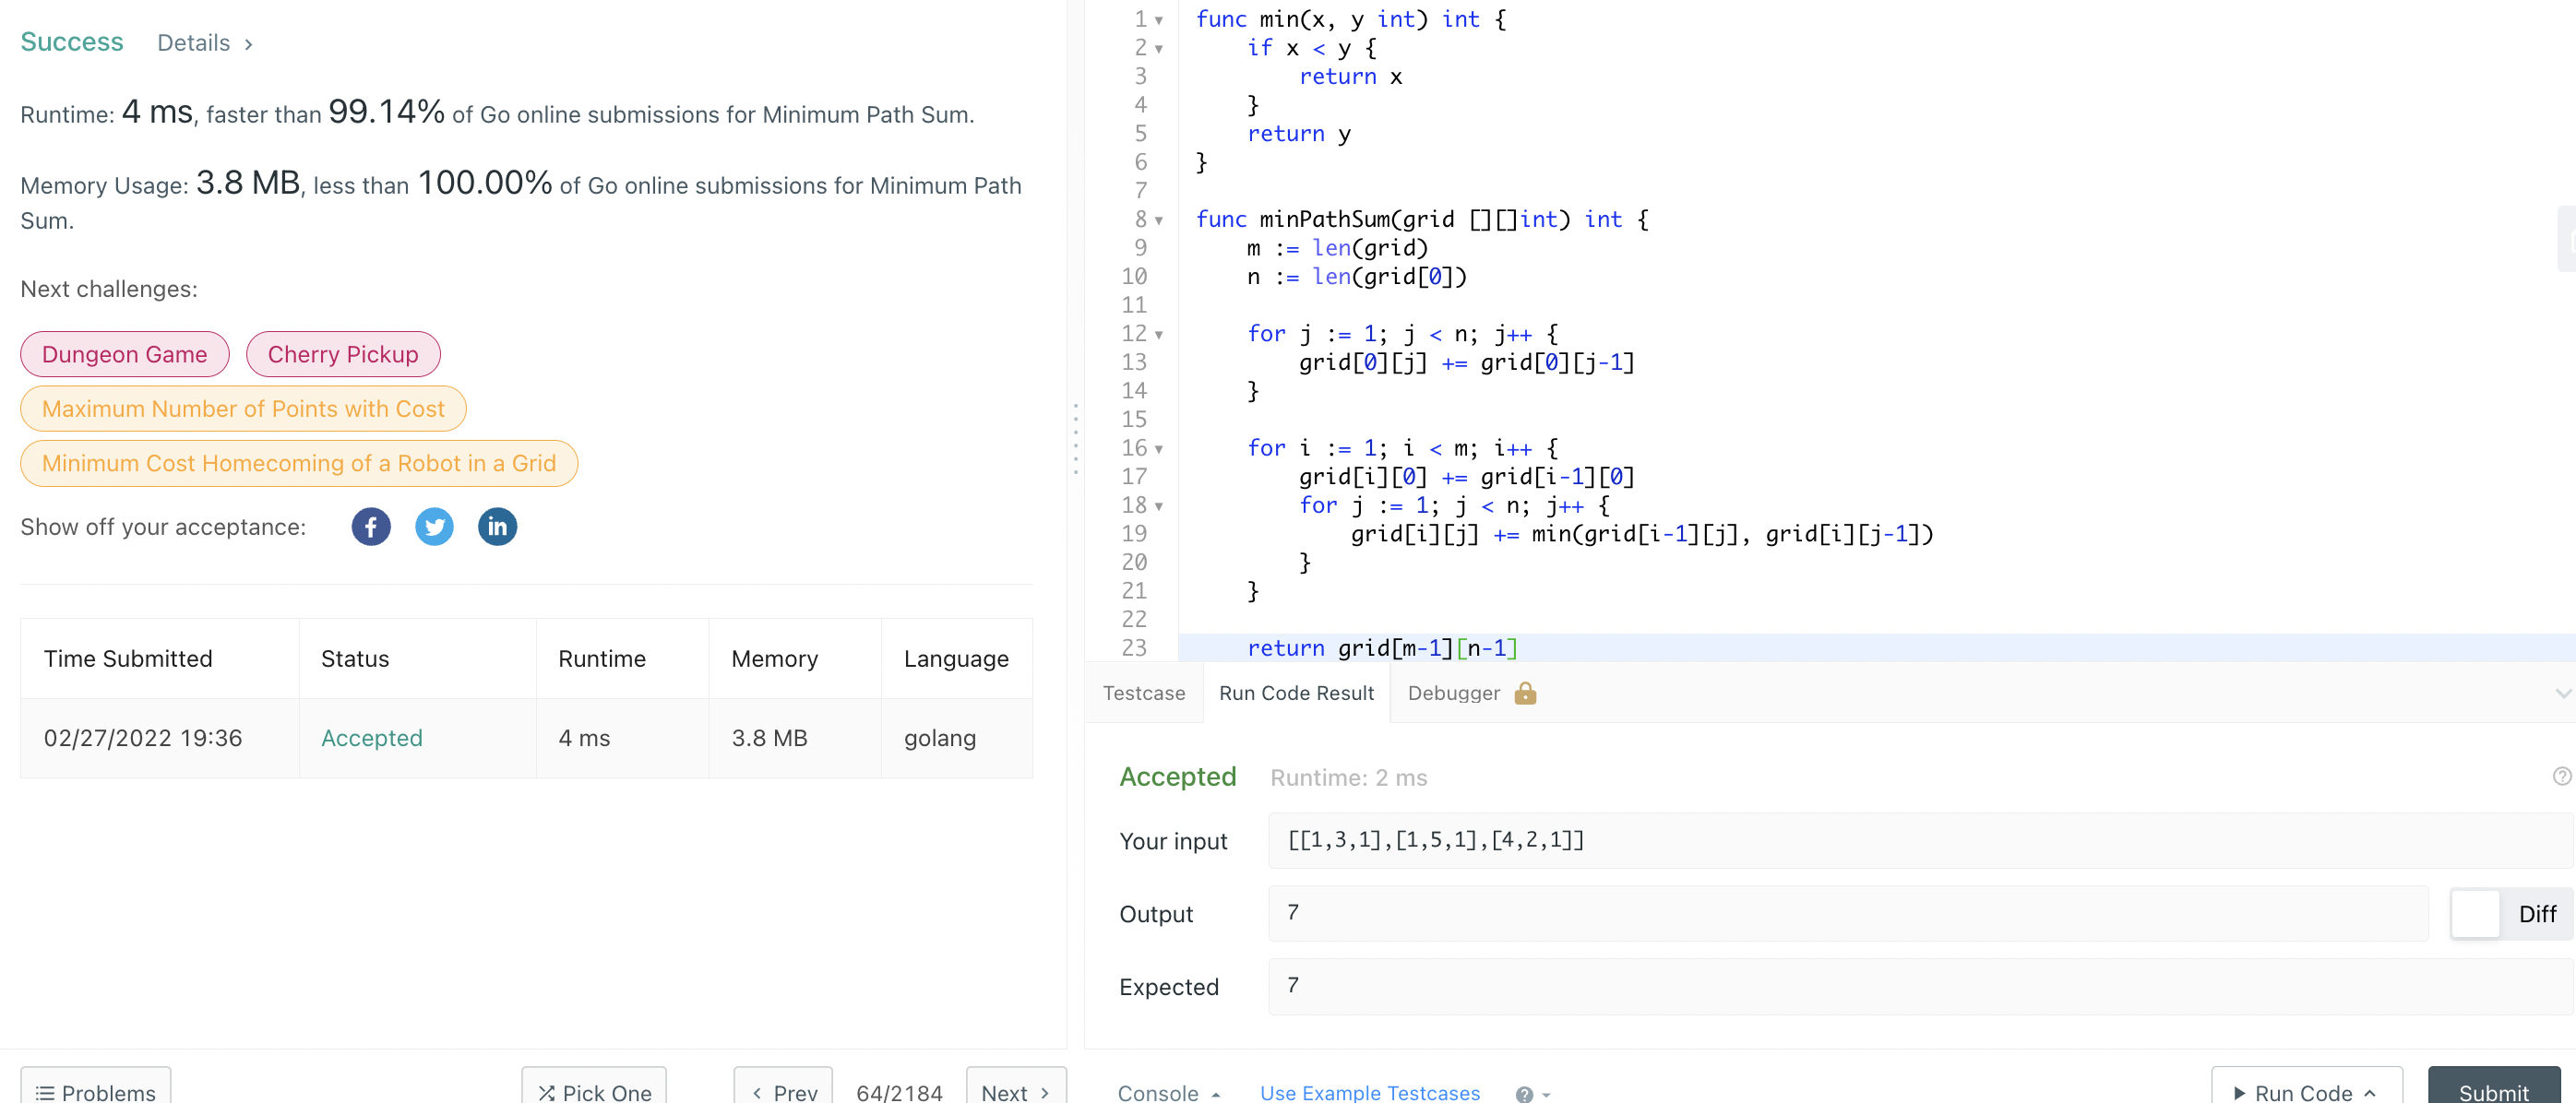 Success Details >
Runtime: 4 ms, faster than 99.14% of Go online submissions for Minimum Path Sum.
Memory Usage: 3.8 MB, less than 100.00% of Go online submissions for Minimum Path
Sum.
Next challenges:
Dungeon Game Cherry Pickup
Maximum Number of Points with Cost
Minimum Cost Homecoming of a Robot in a Grid
Show off your acceptance: f in
Time Submitted Status Runtime Memory Language
02/27/2022 19:36 Accepted 4 ms 3.8 MB golang
Problems Pick One < Prev 64/2184 Next >
1 func min(x, y int) int {
2     if x < y {
3         return x
4     }
5     return y
6 }
7
8 func minPathSum(grid [][]int) int {
9     m := len(grid)
10     n := len(grid[0])
11
12     for j := 1; j < n; j++ {
13         grid[0][j] += grid[0][j-1]
14     }
15
16     for i := 1; i < m; i++ {
17         grid[i][0] += grid[i-1][0]
18         for j := 1; j < n; j++ {
19             grid[i][j] += min(grid[i-1][j], grid[i][j-1])
20         }
21     }
22
23     return grid[m-1][n-1]
Testcase Run Code Result Debugger
Accepted Runtime: 2 ms ?
Your input [[1,3,1],[1,5,1],[4,2,1]]
Output 7 Diff
Expected 7
Console Use Example Testcases ? Run Code Submit